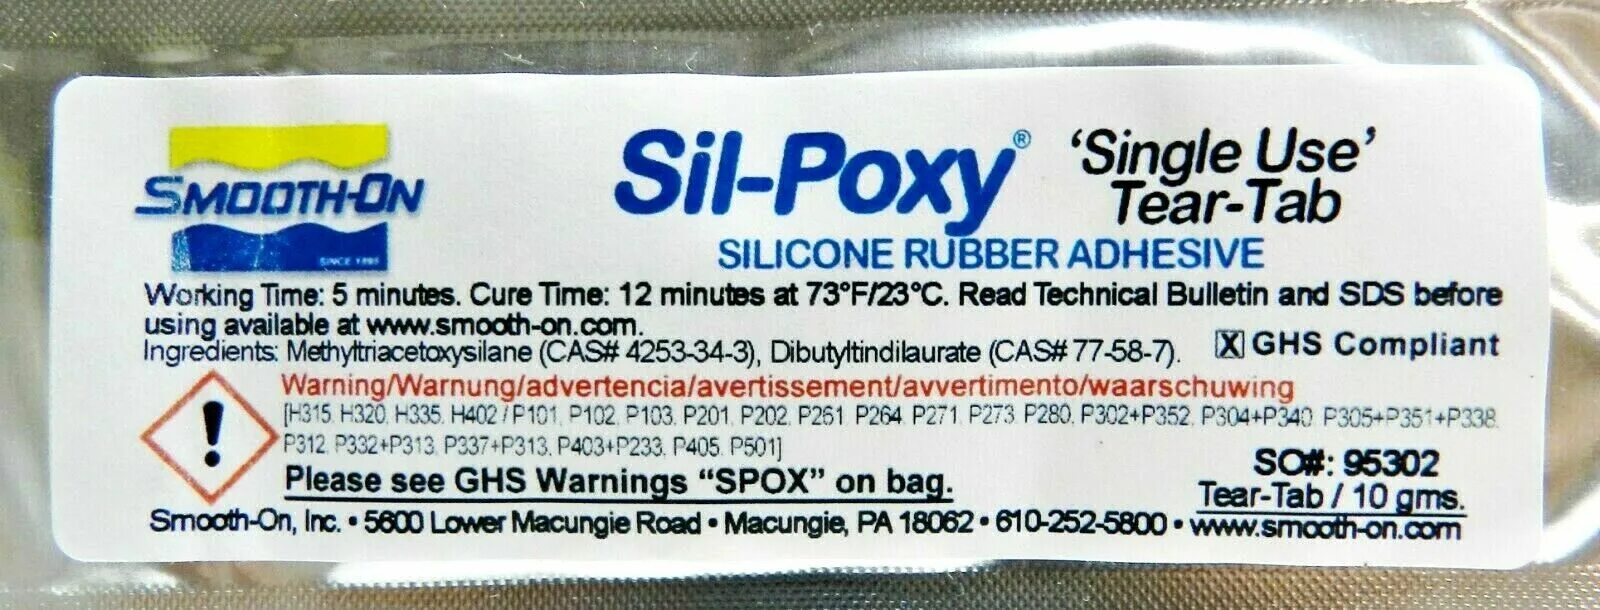 SMOOTH-ON
SINCE 1895
Sil-Poxy®
'Single Use'
Tear-Tab
SILICONE RUBBER ADHESIVE
Working Time: 5 minutes. Cure Time: 12 minutes at 73°F/23°C. Read Technical Bulletin and SDS before
using available at www.smooth-on.com.
Ingredients: Methyltriacetoxysilane (CAS# 4253-34-3), Dibutyltindilaurate (CAS# 77-58-7).
X GHS Compliant
Warning/Warnung/advertencia/avertissement/avvertimento/waarschuwing
[H315, H320, H335, H402 / P101, P102, P103, P201, P202, P261, P264, P271, P273, P280, P302+P352, P304+P340, P305+P351+P338,
P312, P332+P313, P337+P313, P403+P233, P405, P501]
Please see GHS Warnings "SPOX" on bag.
SO#: 95302
Tear-Tab / 10 gms.
Smooth-On, Inc. • 5600 Lower Macungie Road • Macungie, PA 18062 • 610-252-5800 • www.smooth-on.com